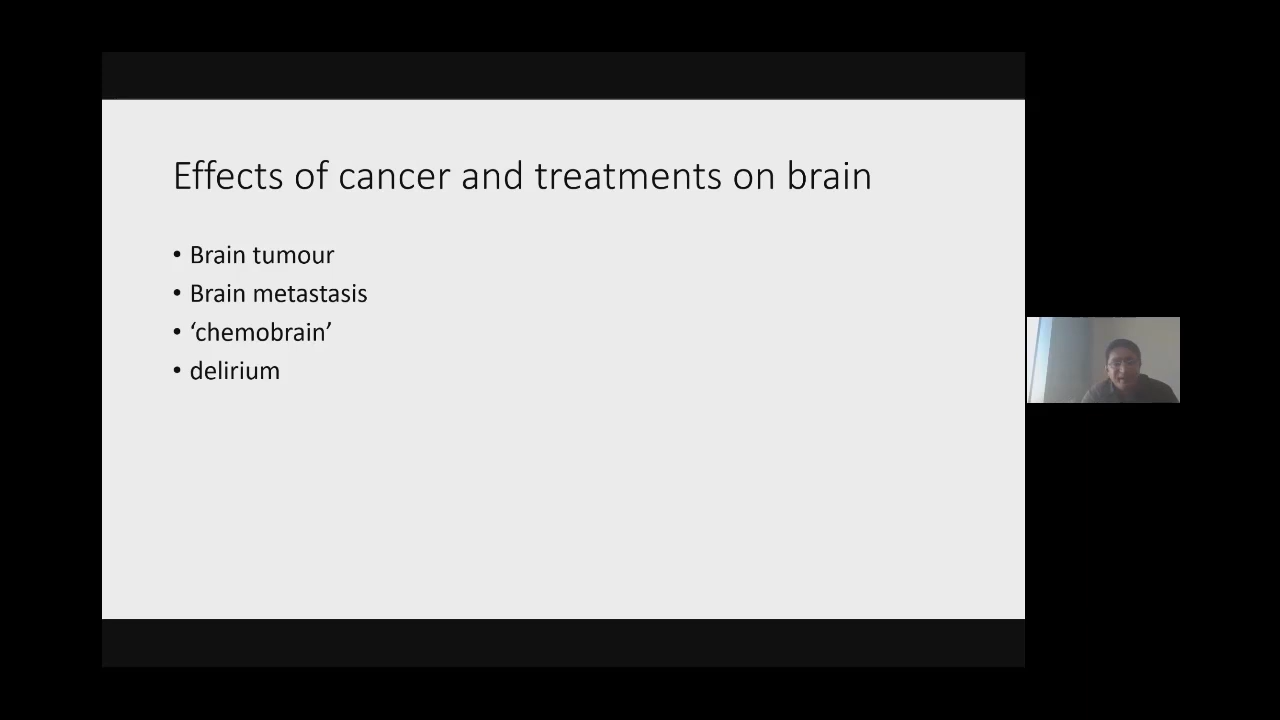 Effects of cancer and treatments on brain
• Brain tumour
• Brain metastasis
• ‘chemobrain’
• delirium